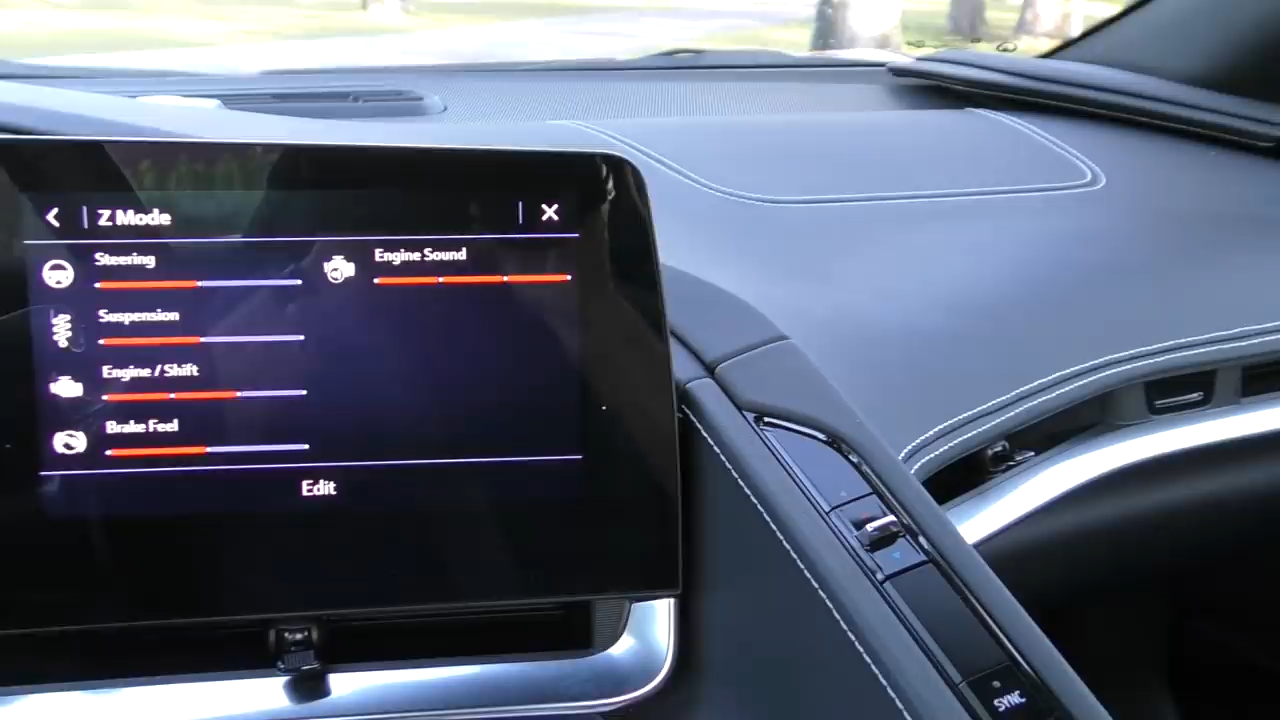 Z Mode
Steering
Engine Sound
Suspension
Engine / Shift
Brake Feel
Edit
SYNC